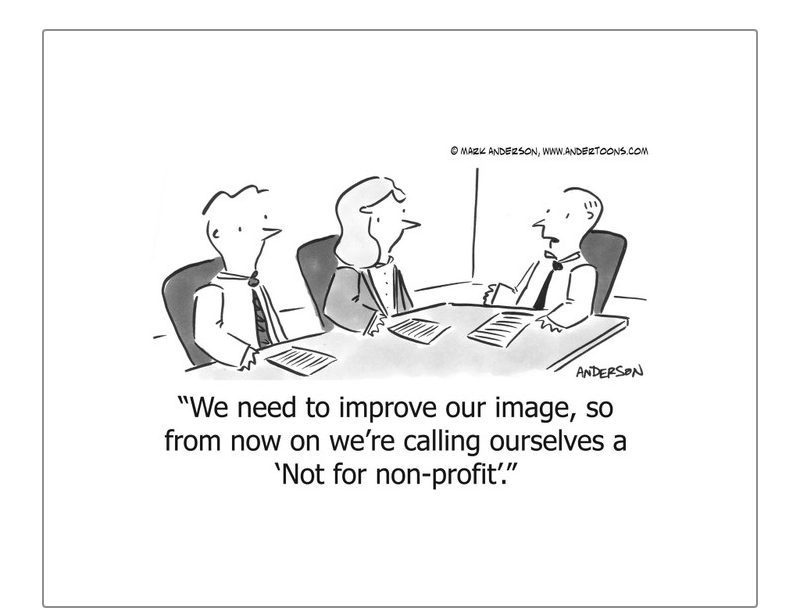 © MARK ANDERSON, WWW.ANDERTOONS.COM
ANDERSON
“We need to improve our image, so
from now on we’re calling ourselves a
‘Not for non-profit’.”